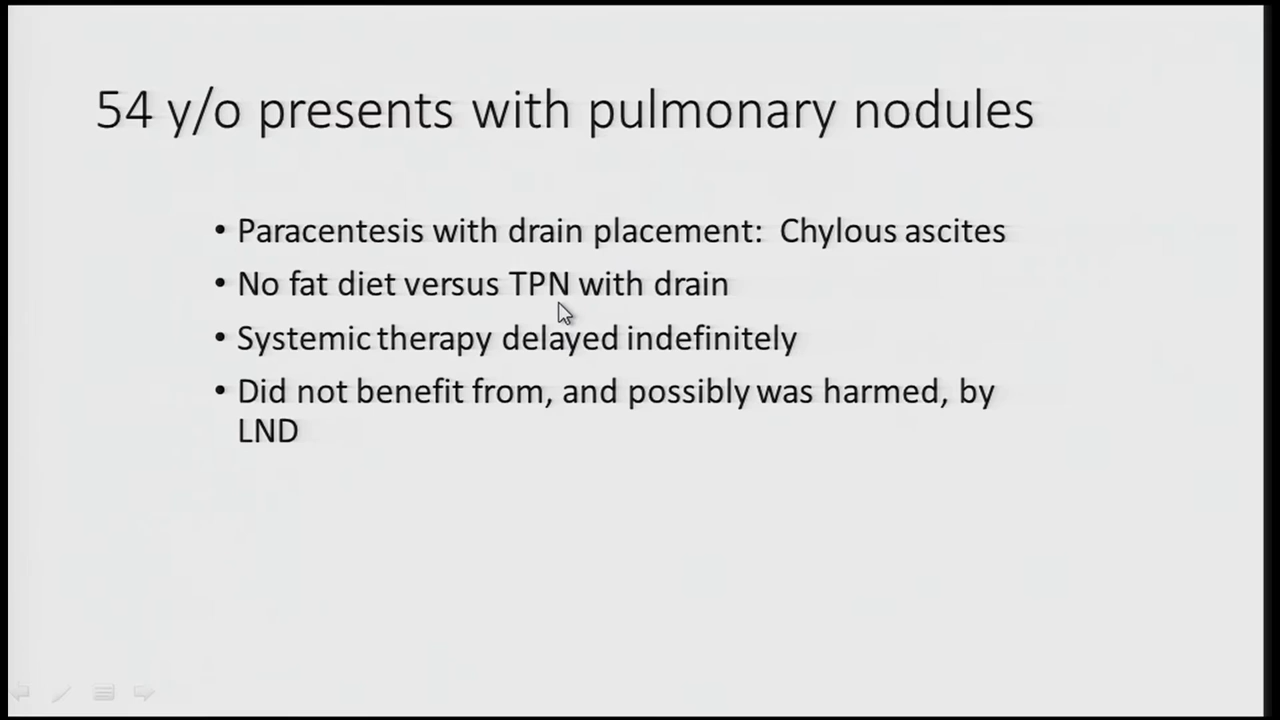 54 y/o presents with pulmonary nodules
• Paracentesis with drain placement: Chylous ascites
• No fat diet versus TPN with drain
• Systemic therapy delayed indefinitely
• Did not benefit from, and possibly was harmed, by
LND